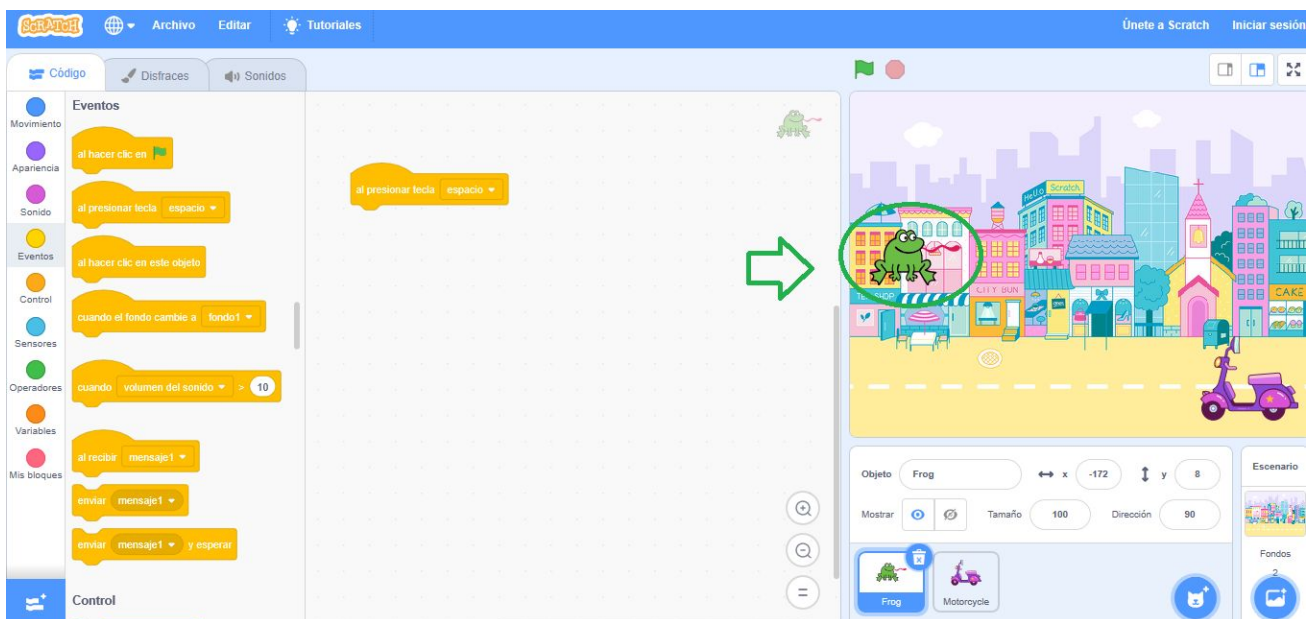 SCRATCH Archivo Editar Tutoriales Únete a Scratch Iniciar sesión
Código Disfraces Sonidos
Movimiento
Apariencia
Sonido
Eventos
Control
Sensores
Operadores
Variables
Mis bloques
Eventos
al hacer clic en
al presionar tecla espacio
al hacer clic en este objeto
cuando el fondo cambie a fondo1
cuando volumen del sonido > 10
al recibir mensaje1
enviar mensaje1
enviar mensaje1 y esperar
Control
al presionar tecla espacio
Hello Scratch
CITY BUN
CAKE
Objeto Frog x -172 y 8
Mostrar Tamaño 100 Dirección 90
Frog Motorcycle
Escenario
Fondos
2